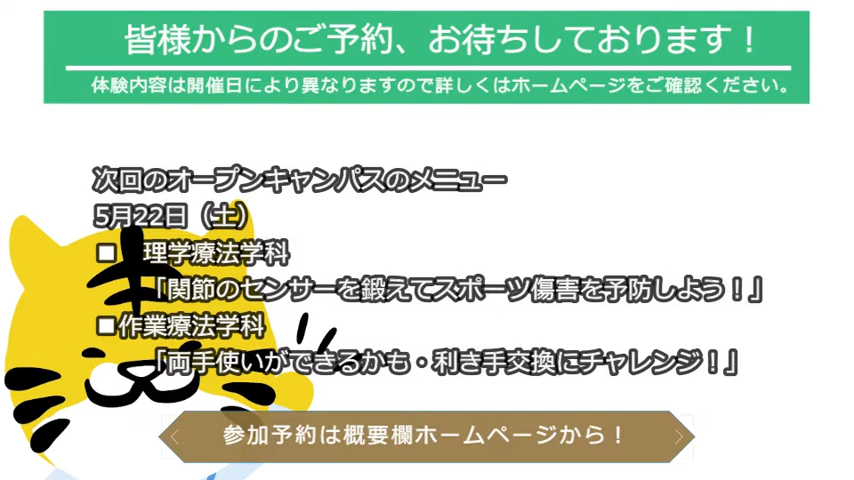 皆様からのご予約、お待ちしております！
体験内容は開催日により異なりますので詳しくはホームページをご確認ください。
次回のオープンキャンパスのメニュー
5月22日（土）
■　理学療法学科
「関節のセンサーを鍛えてスポーツ傷害を予防しよう！」
■作業療法学科
「両手使いができるかも・利き手交換にチャレンジ！」
参加予約は概要欄ホームページから！